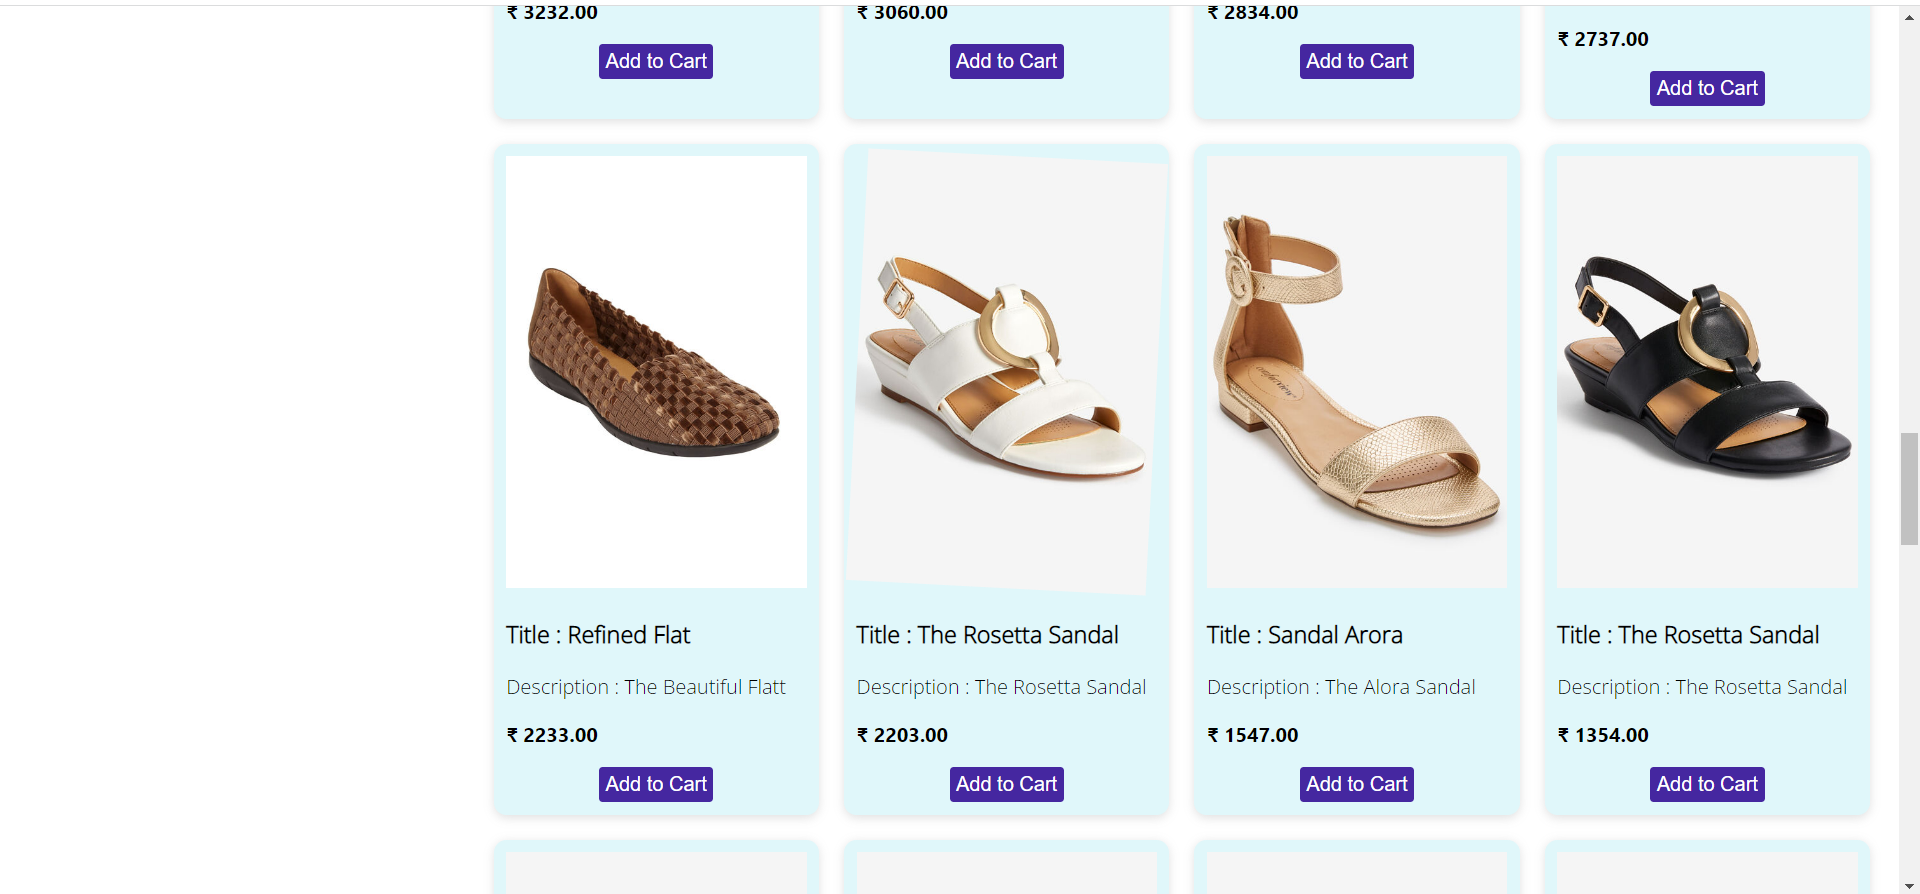 ₹ 3232.00
₹ 3060.00
₹ 2834.00
₹ 2737.00
Add to Cart
Add to Cart
Add to Cart
Add to Cart
Title : Refined Flat
Description : The Beautiful Flatt
₹ 2233.00
Add to Cart
Title : The Rosetta Sandal
Description : The Rosetta Sandal
₹ 2203.00
Add to Cart
Title : Sandal Arora
Description : The Alora Sandal
₹ 1547.00
Add to Cart
Title : The Rosetta Sandal
Description : The Rosetta Sandal
₹ 1354.00
Add to Cart